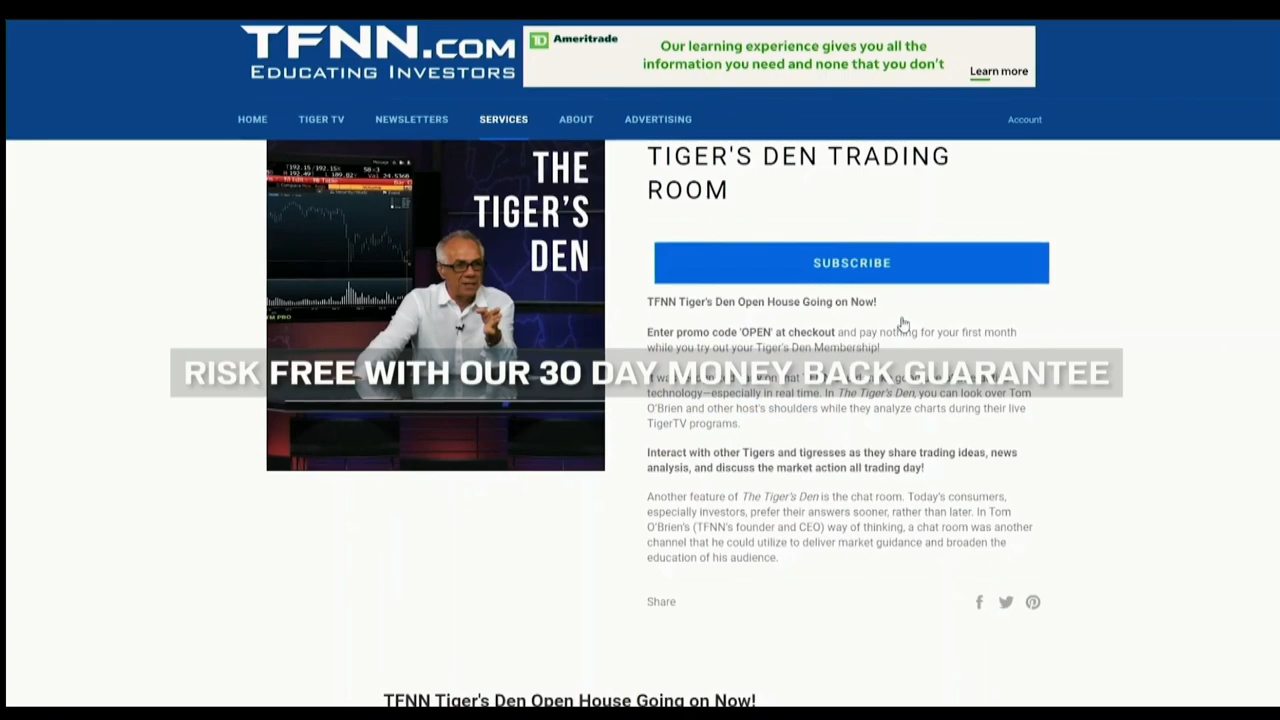 TFNN.COM
EDUCATING INVESTORS
TD Ameritrade
Our learning experience gives you all the
information you need and none that you don't
Learn more
HOME TIGER TV NEWSLETTERS SERVICES ABOUT ADVERTISING Account
THE
TIGER'S
DEN
TIGER'S DEN TRADING
ROOM
SUBSCRIBE
TFNN Tiger's Den Open House Going on Now!
Enter promo code 'OPEN' at checkout and pay nothing for your first month
while you try out your Tiger's Den Membership!
RISK FREE WITH OUR 30 DAY MONEY BACK GUARANTEE
technology—especially in real time. In The Tiger's Den, you can look over Tom
O'Brien and other host's shoulders while they analyze charts during their live
TigerTV programs.
Interact with other Tigers and tigresses as they share trading ideas, news
analysis, and discuss the market action all trading day!
Another feature of The Tiger's Den is the chat room. Today's consumers,
especially investors, prefer their answers sooner, rather than later. In Tom
O'Brien's (TFNN's founder and CEO) way of thinking, a chat room was another
channel that he could utilize to deliver market guidance and broaden the
education of his audience.
Share
TFNN Tiger's Den Open House Going on Now!